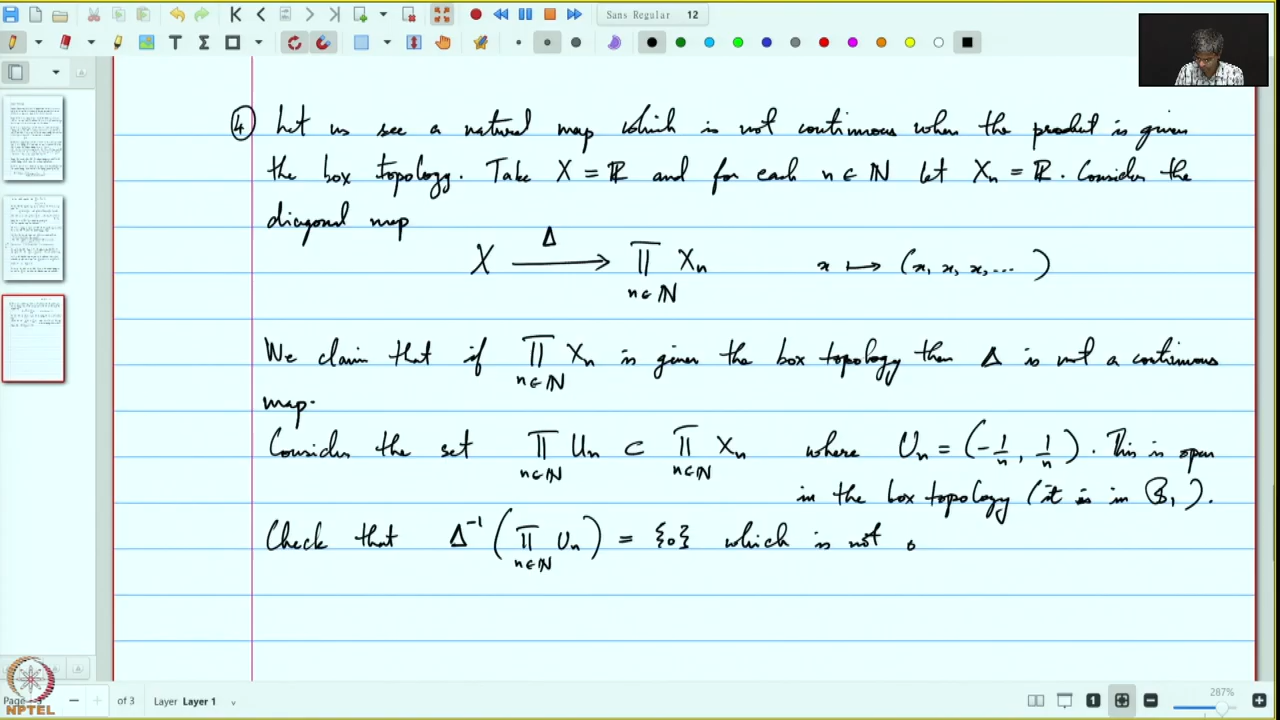 Sans Regular 12
④ Let us see a natural map which is not continuous when the product is given
the box topology. Take X = ℝ and for each n ∈ ℕ let Xₙ = ℝ. Consider the
diagonal map
X —Δ→ ∏_{n∈ℕ} Xₙ x ⟼ (x, x, x, ... )
We claim that if ∏_{n∈ℕ} Xₙ is given the box topology then Δ is not a continuous
map.
Consider the set ∏_{n∈ℕ} Uₙ ⊂ ∏_{n∈ℕ} Xₙ where Uₙ = (-1/n, 1/n). This is open
in the box topology (it is in ℬ₁).
Check that Δ⁻¹(∏_{n∈ℕ} Uₙ) = {0} which is not o
Page 3 of 3 Layer Layer 1 287%
NPTEL